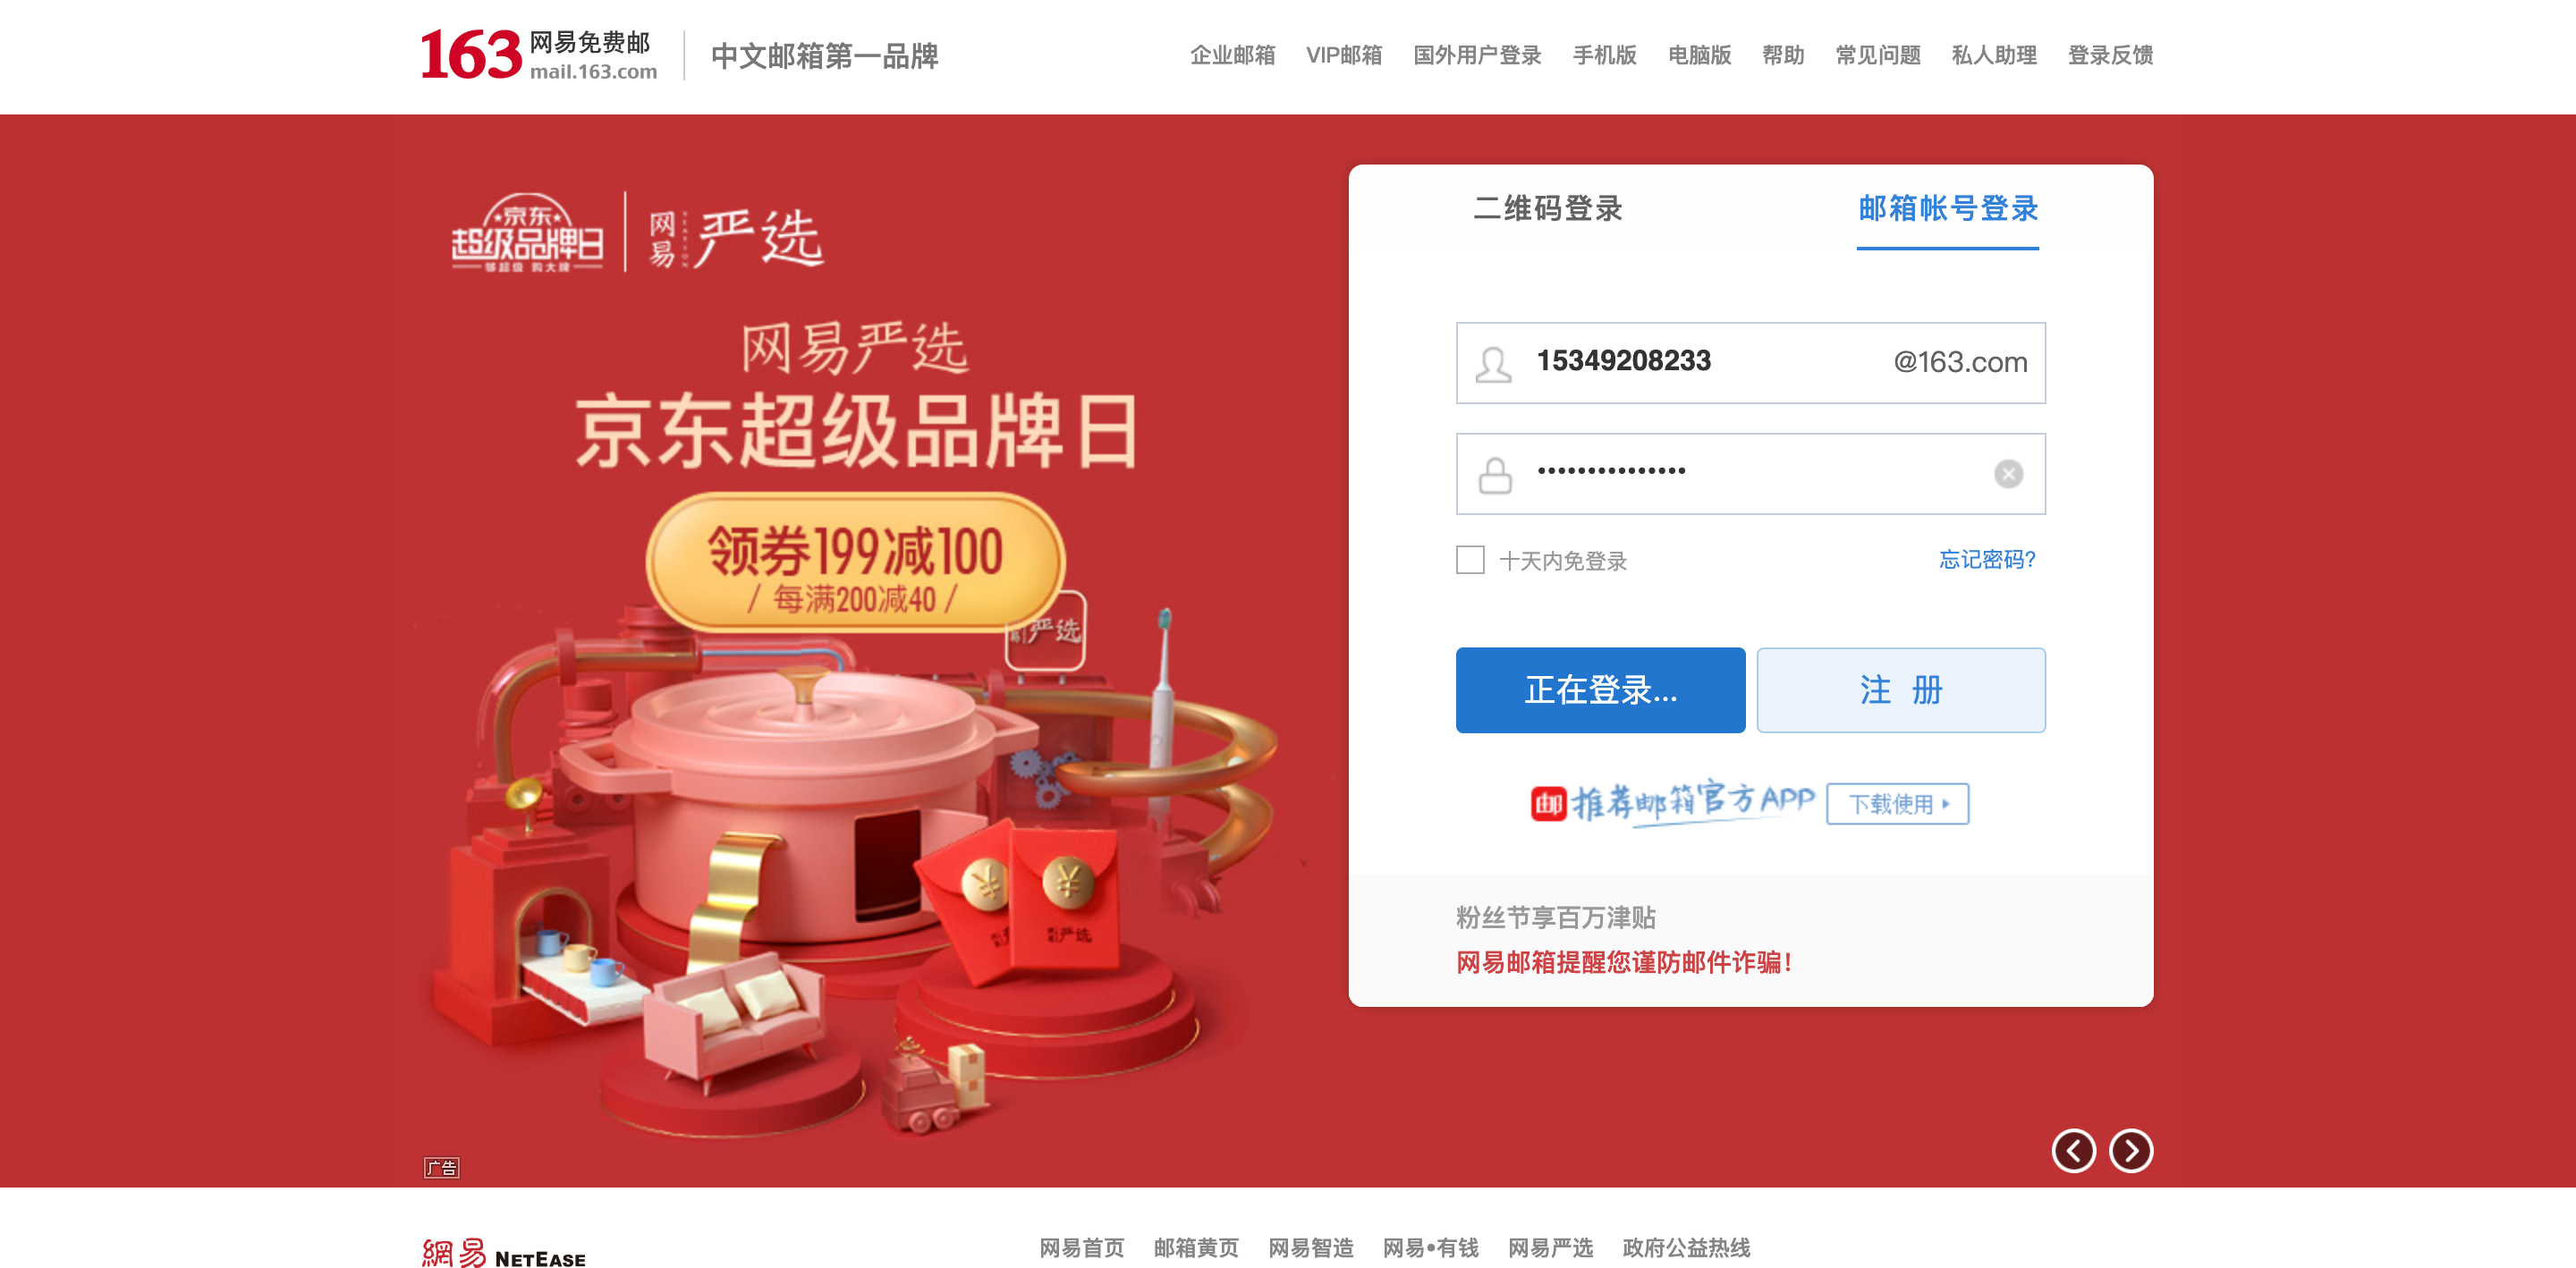 163 网易免费邮
mail.163.com
中文邮箱第一品牌
企业邮箱 VIP邮箱 国外用户登录 手机版 电脑版 帮助 常见问题 私人助理 登录反馈
京东
超级品牌日
够超级 购大牌
网易
严选
网易严选
京东超级品牌日
领券199减100
/ 每满200减40 /
严选
严选
广告
二维码登录 邮箱帐号登录
15349208233 @163.com
•••••••••••••••
十天内免登录 忘记密码?
正在登录... 注 册
邮 推荐邮箱官方APP 下载使用
粉丝节享百万津贴
网易邮箱提醒您谨防邮件诈骗!
網易 NETEASE
网易首页 邮箱黄页 网易智造 网易•有钱 网易严选 政府公益热线